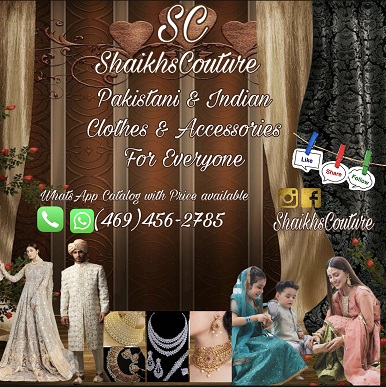 SC
ShaikhsCouture
Pakistani & Indian
Clothes & Accessories
For Everyone
Like
Share
Follow
WhatsApp Catalog with Price available
(469)456-2785
ShaikhsCouture